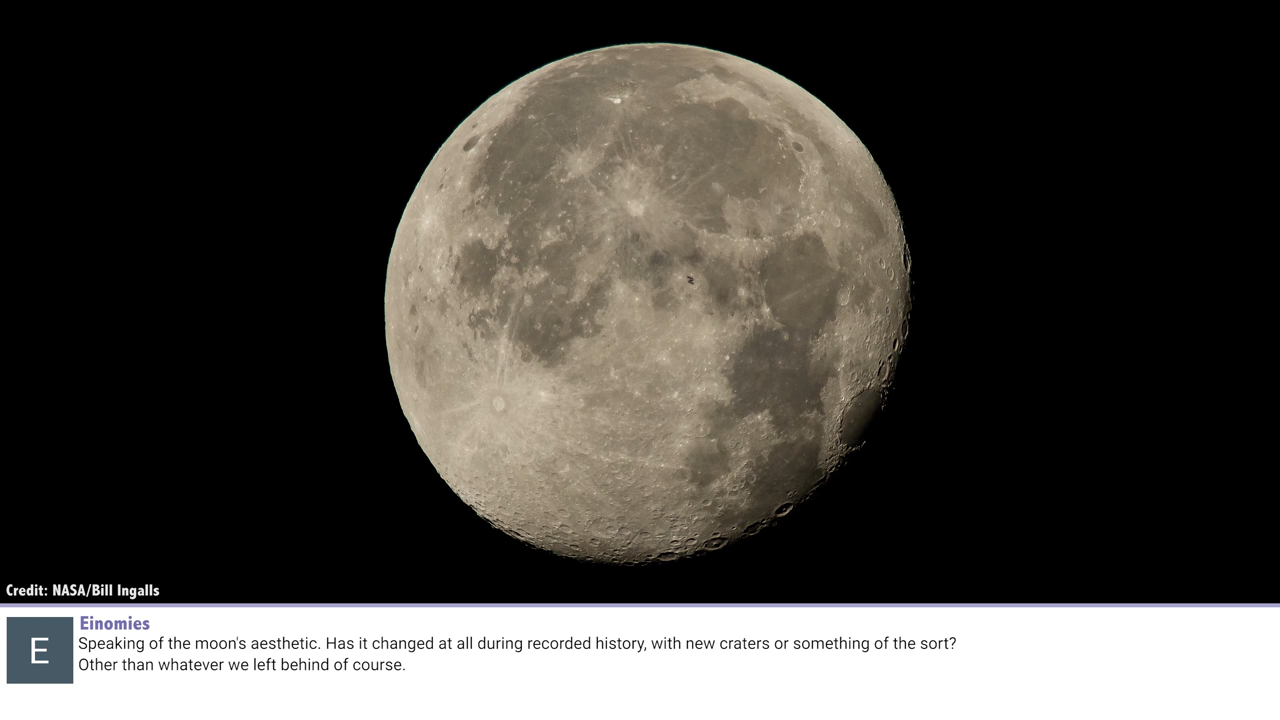 Credit: NASA/Bill Ingalls
E
Einomies
Speaking of the moon's aesthetic. Has it changed at all during recorded history, with new craters or something of the sort?
Other than whatever we left behind of course.